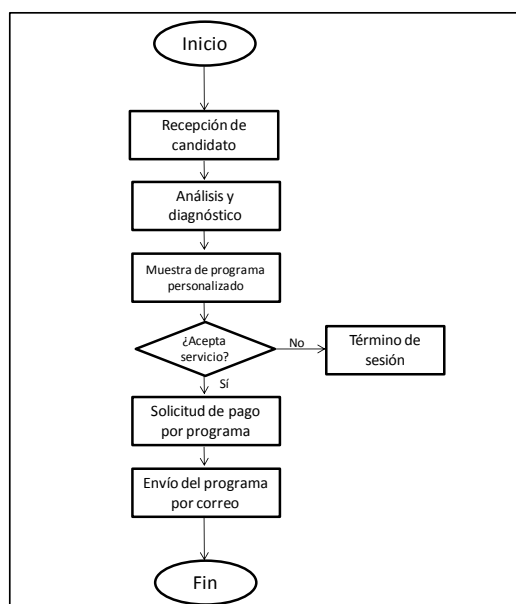 Inicio
Recepción de
candidato
Análisis y
diagnóstico
Muestra de programa
personalizado
¿Acepta
servicio?
No
Término de
sesión
Sí
Solicitud de pago
por programa
Envío del programa
por correo
Fin